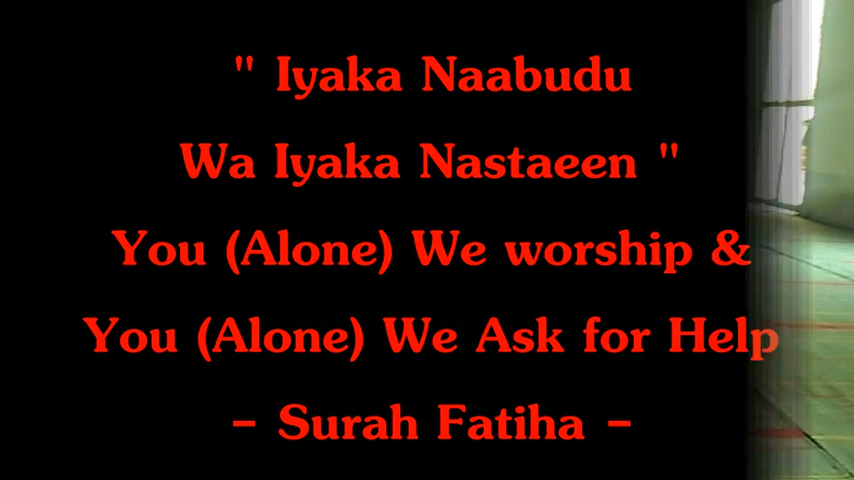 " Iyaka Naabudu
Wa Iyaka Nastaeen "
You (Alone) We worship &
You (Alone) We Ask for Help
- Surah Fatiha -